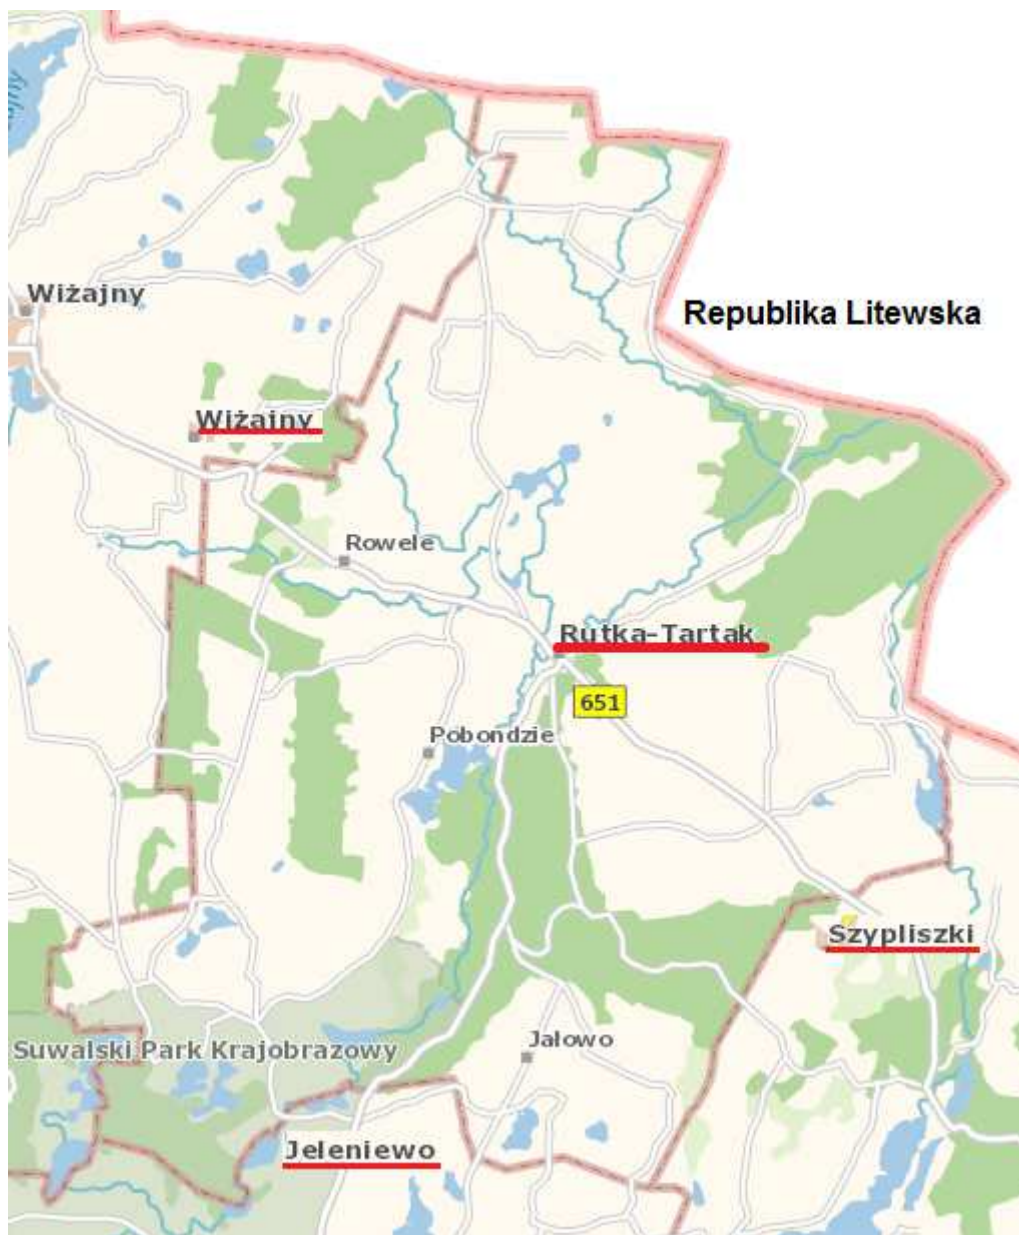 Wiżajny
Republika Litewska
Wiżajny
Rowele
Rutka-Tartak
651
Pobondzie
Szypliszki
Jałowo
Suwalski Park Krajobrazowy
Jeleniewo